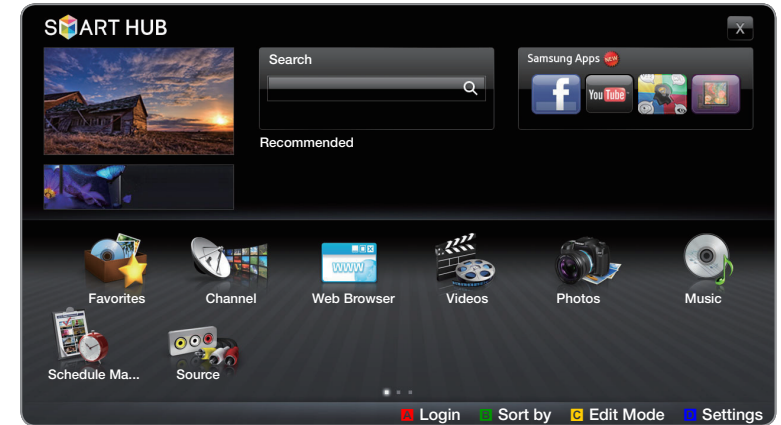 SMART HUB
X
Search
Samsung Apps NEW
f
You Tube
Recommended
www
Favorites
Channel
Web Browser
Videos
Photos
Music
Schedule Ma...
Source
A Login
B Sort by
C Edit Mode
D Settings